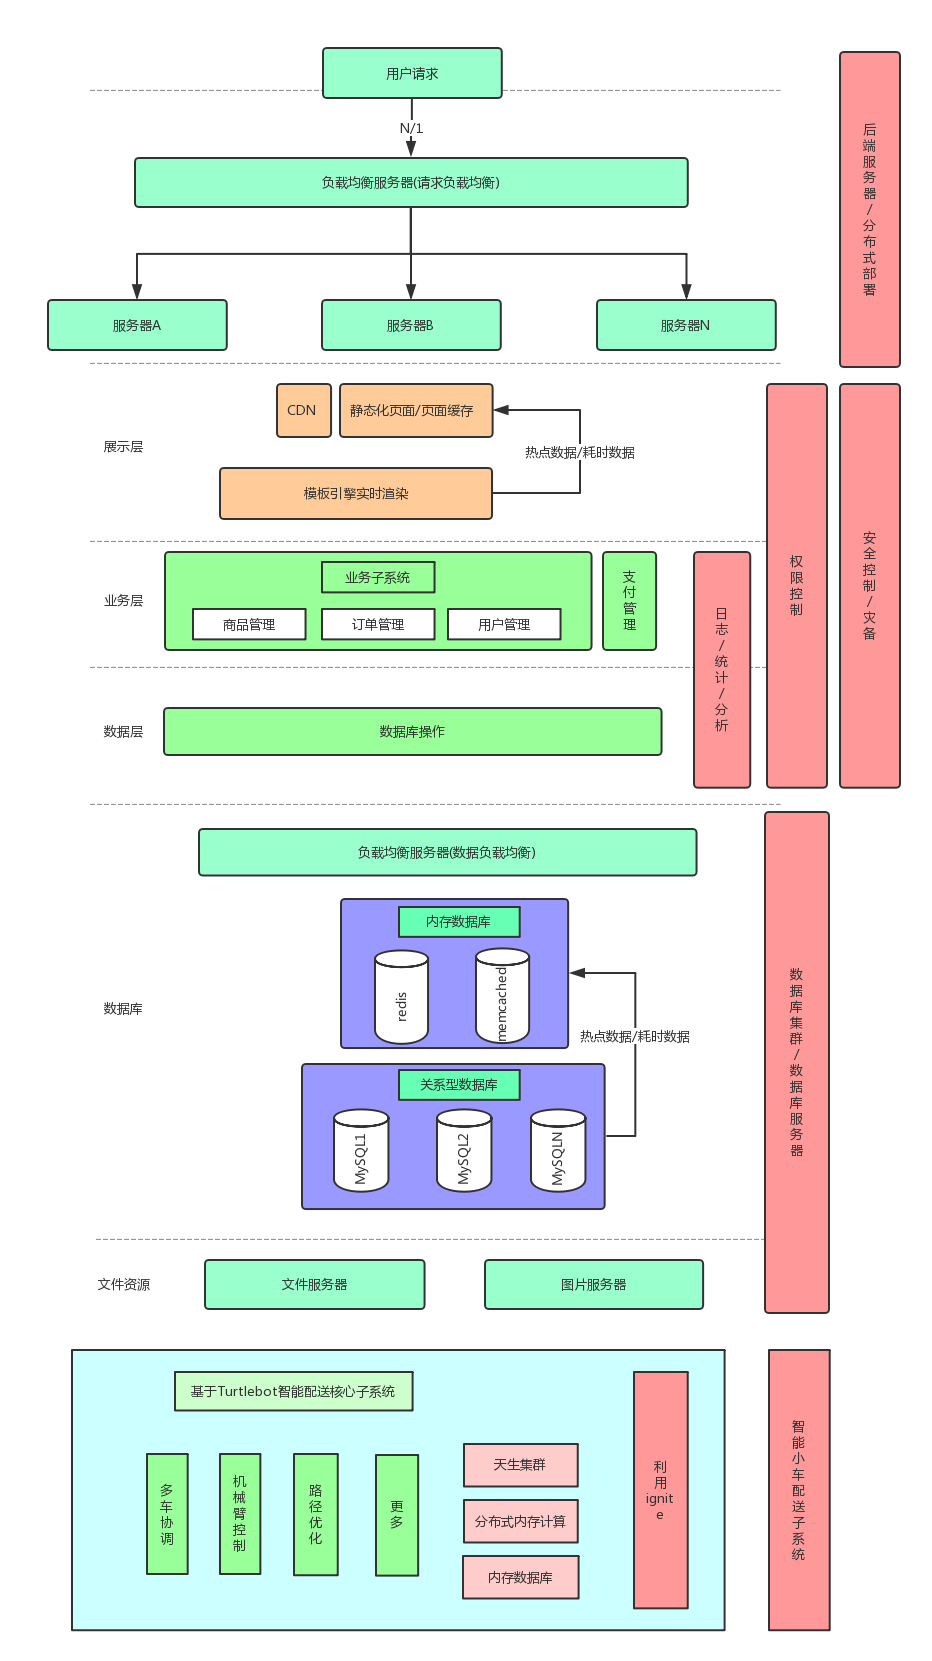 用户请求
N/1
负载均衡服务器(请求负载均衡)
服务器A
服务器B
服务器N
后端服务器/分布式部署
展示层
CDN
静态化页面/页面缓存
热点数据/耗时数据
模板引擎实时渲染
业务层
业务子系统
商品管理
订单管理
用户管理
支付管理
日志/统计/分析
权限控制
安全控制/灾备
数据层
数据库操作
负载均衡服务器(数据负载均衡)
数据库
内存数据库
redis
memcached
热点数据/耗时数据
关系型数据库
MySQL1
MySQL2
MySQLN
数据库集群/数据库服务器
文件资源
文件服务器
图片服务器
基于Turtlebot智能配送核心子系统
多车协调
机械臂控制
路径优化
更多
天生集群
分布式内存计算
内存数据库
利用ignite
智能小车配送子系统